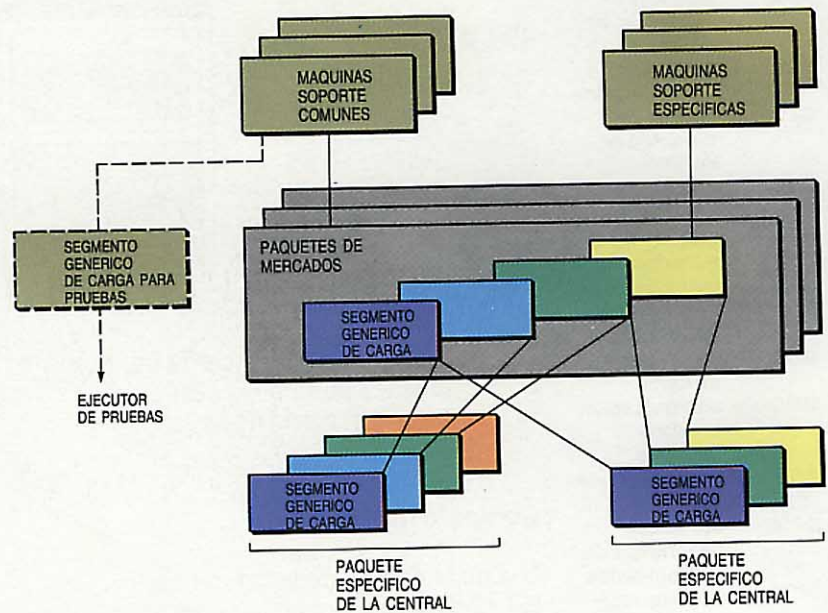 MAQUINAS
SOPORTE
COMUNES
MAQUINAS
SOPORTE
ESPECIFICAS
PAQUETES DE
MERCADOS
SEGMENTO
GENERICO
DE CARGA PARA
PRUEBAS
SEGMENTO
GENERICO
DE CARGA
EJECUTOR
DE PRUEBAS
SEGMENTO
GENERICO
DE CARGA
SEGMENTO
GENERICO
DE CARGA
PAQUETE
ESPECIFICO
DE LA CENTRAL
PAQUETE
ESPECIFICO
DE LA CENTRAL